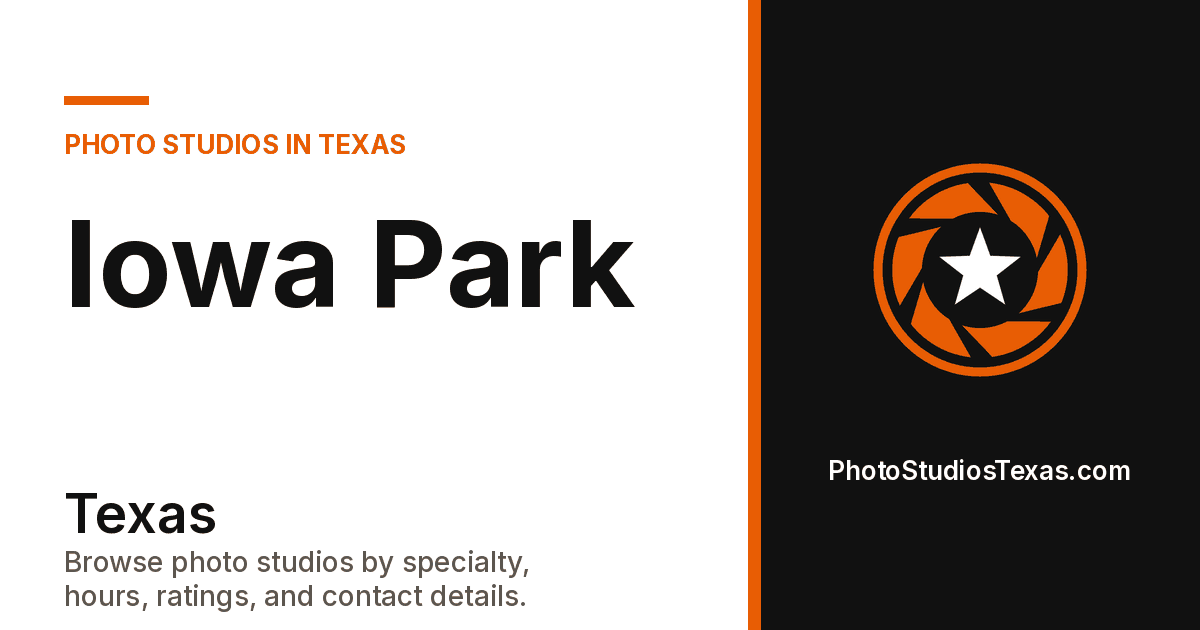 PHOTO STUDIOS IN TEXAS
Iowa Park
Texas
Browse photo studios by specialty,
hours, ratings, and contact details.
PhotoStudiosTexas.com